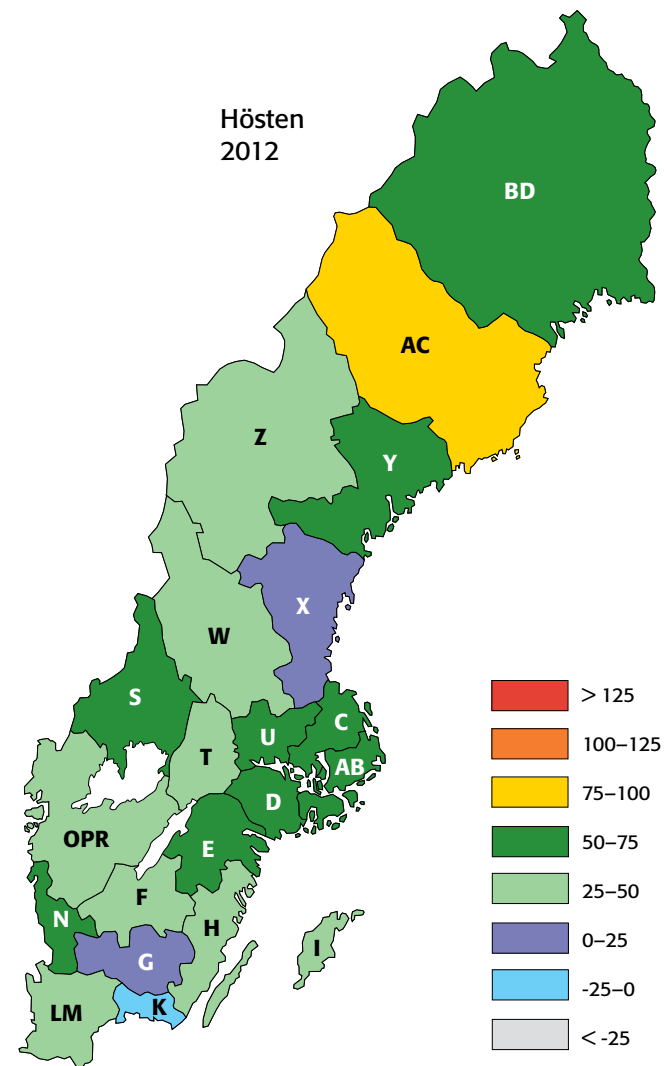 Hösten
2012
BD
AC
Z
Y
X
W
S
C
U
T
AB
D
OPR
E
F
N
H
I
G
K
LM
> 125
100–125
75–100
50–75
25–50
0–25
-25–0
< -25